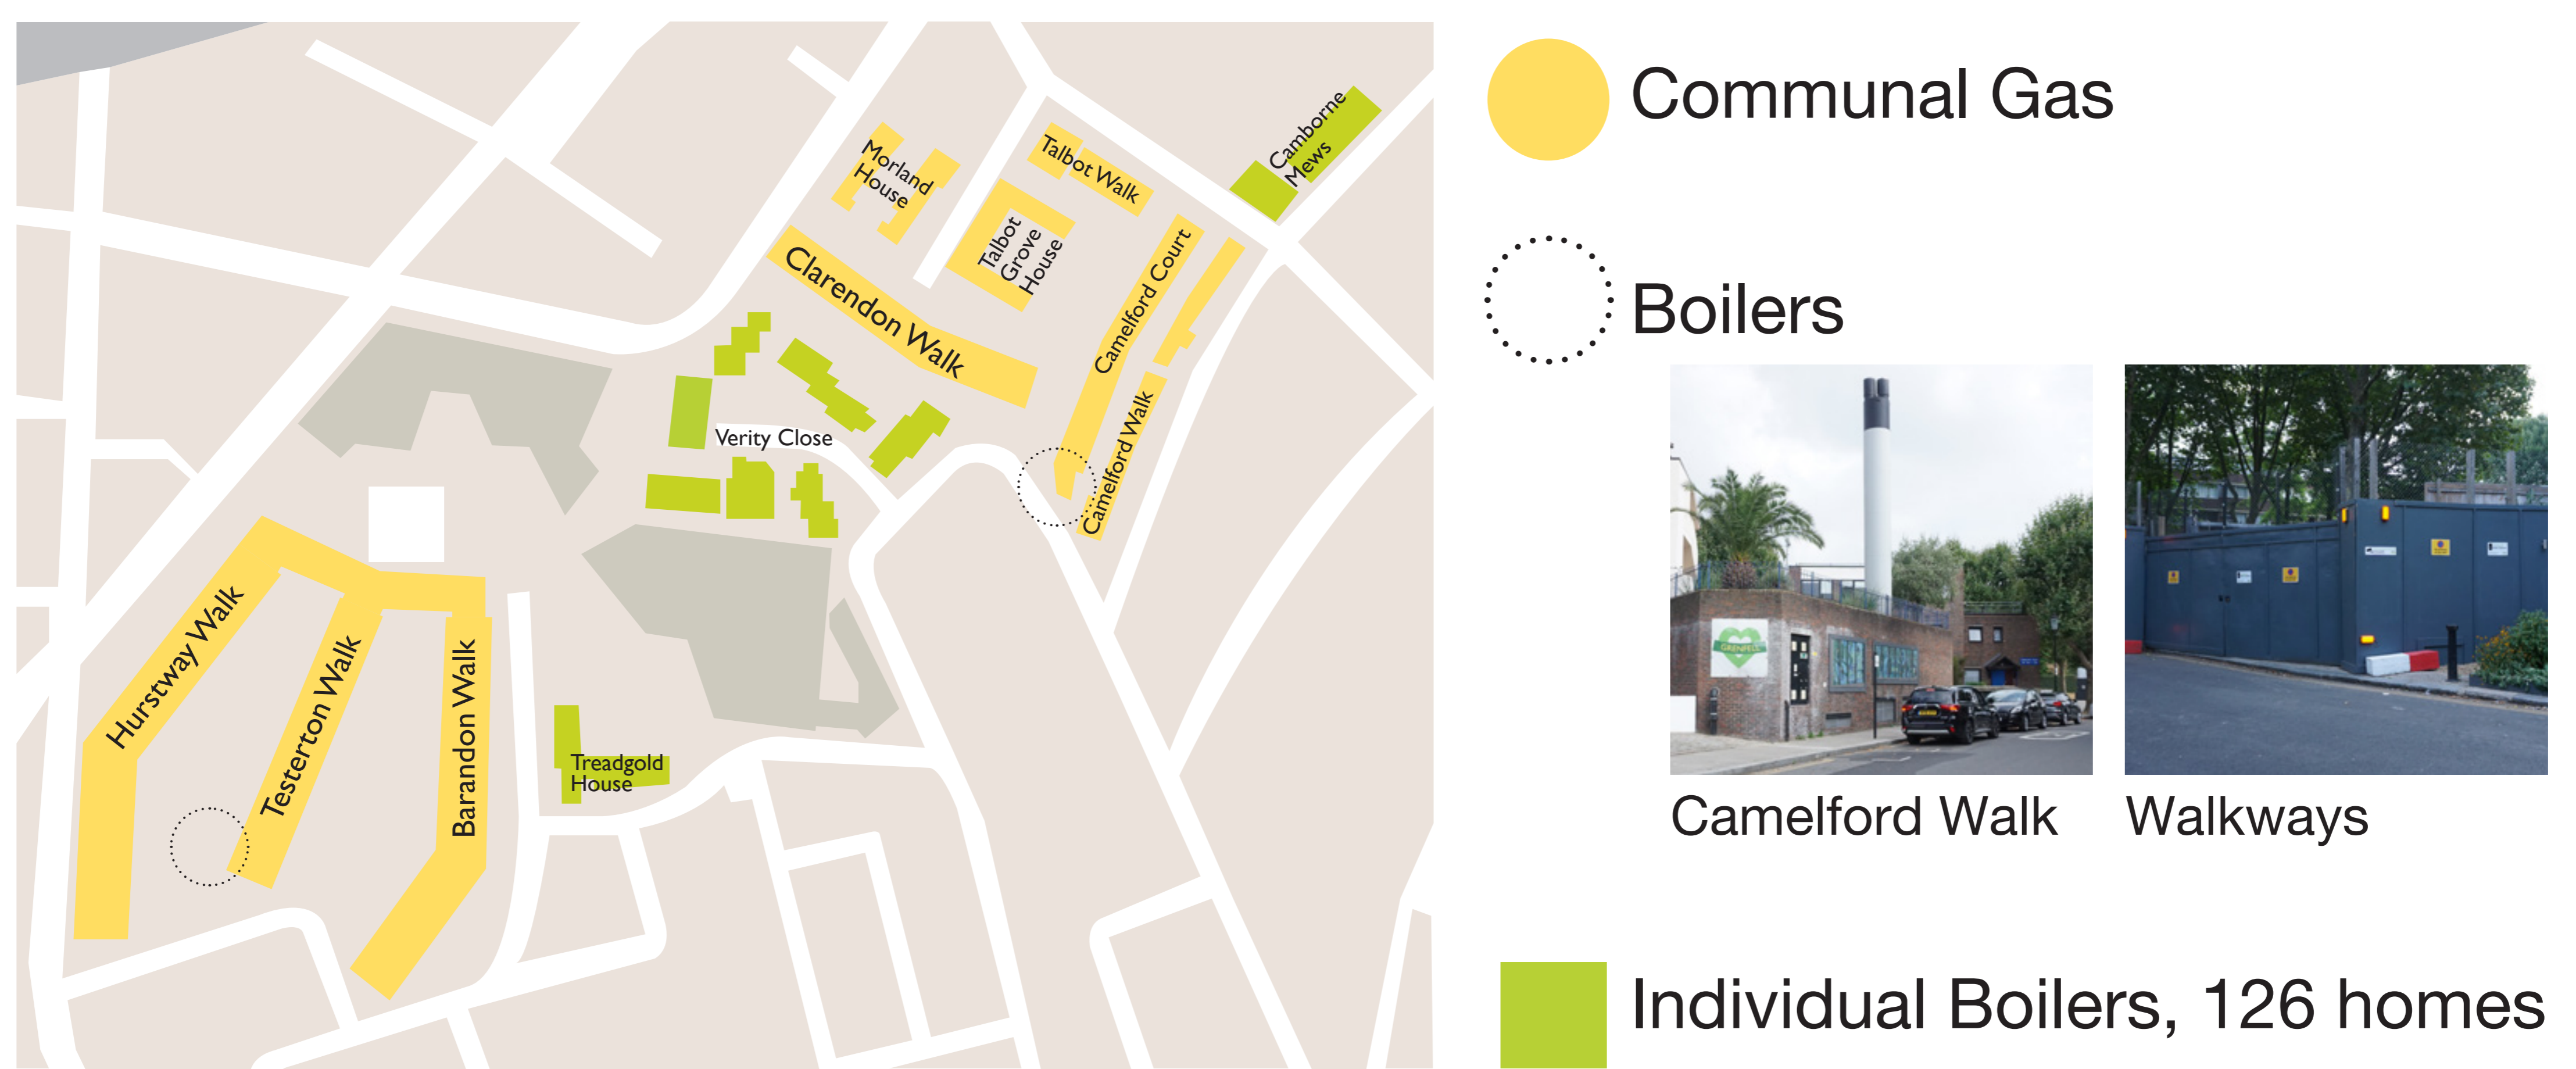 Morland
House
Talbot Walk
Camborne
Mews
Talbot
Grove
House
Clarendon Walk
Camelford Court
Camelford Walk
Verity Close
Hurstway Walk
Testerton Walk
Barandon Walk
Treadgold
House
Communal Gas
Boilers
GRENFELL
Camelford Walk
Walkways
Individual Boilers, 126 homes